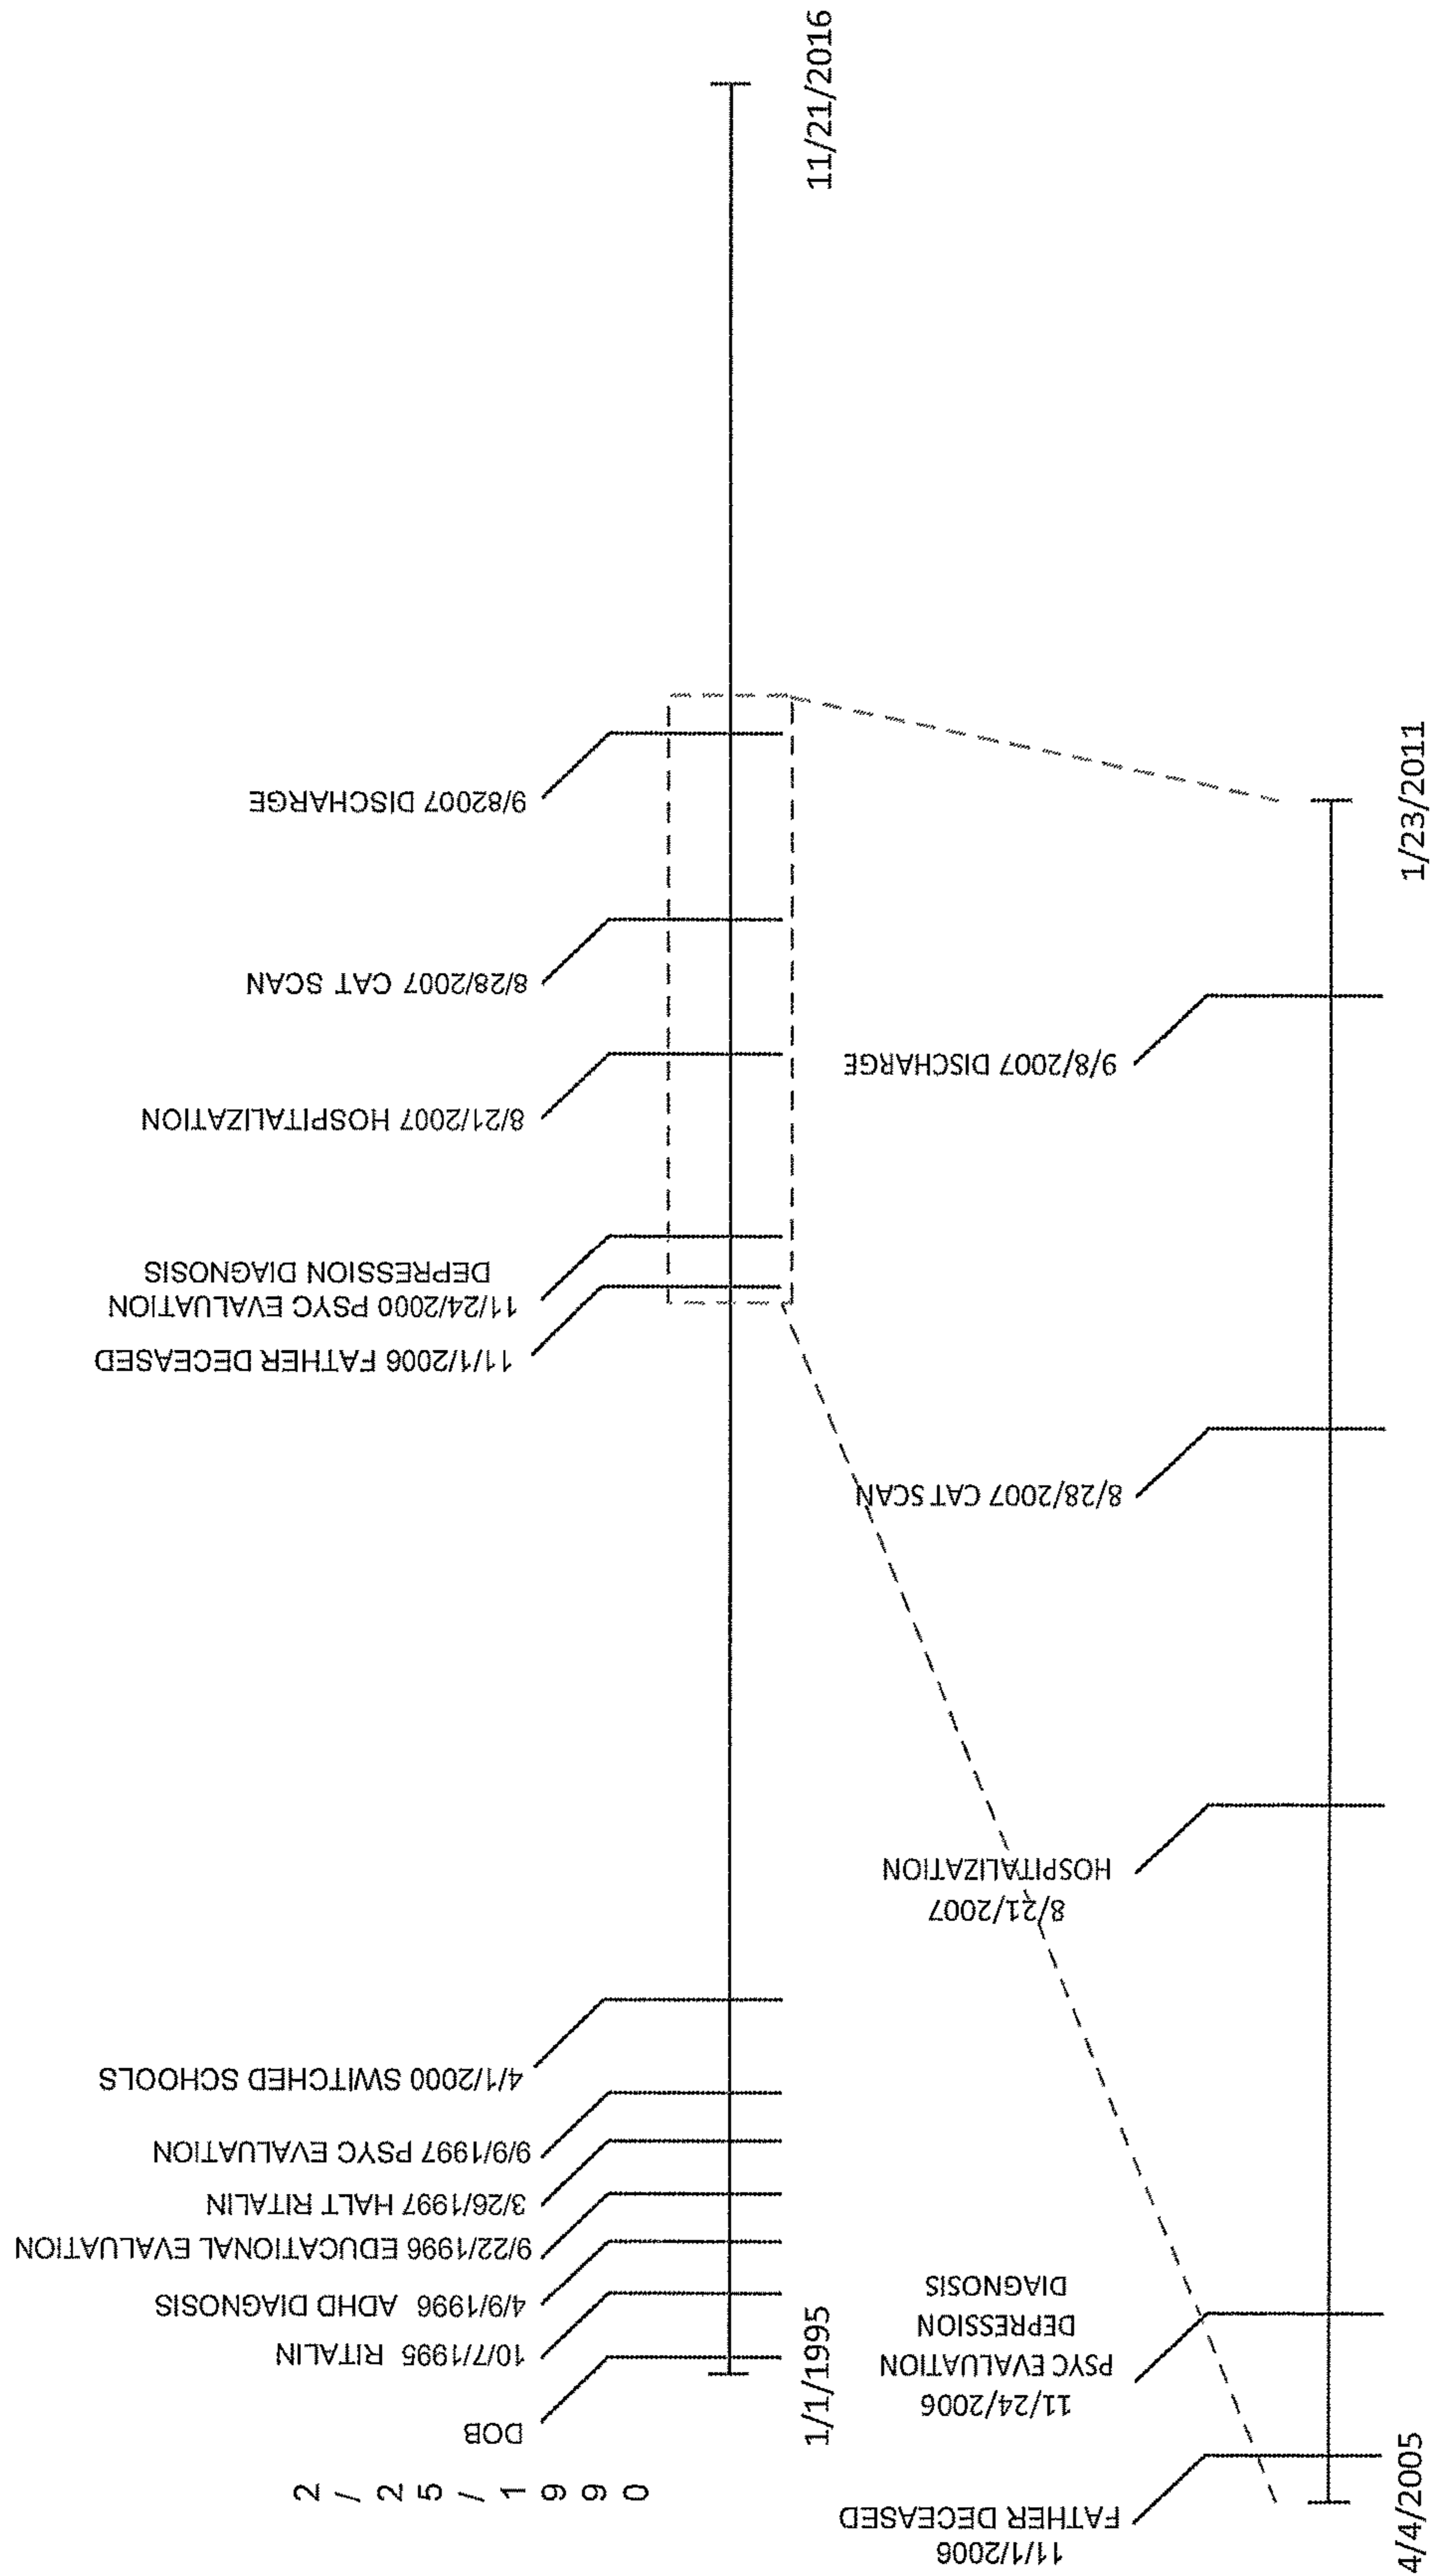 2/25/1990
DOB
10/7/1995 RITALIN
4/9/1996 ADHD DIAGNOSIS
9/22/1996 EDUCATIONAL EVALUATION
3/26/1997 HALT RITALIN
9/9/1997 PSYC EVALUATION
4/1/2000 SWITCHED SCHOOLS
11/1/2006 FATHER DECEASED
11/24/2000 PSYC EVALUATION
DEPRESSION DIAGNOSIS
8/21/2007 HOSPITALIZATION
8/28/2007 CAT SCAN
9/82007 DISCHARGE
1/1/1995
11/21/2016
11/1/2006
FATHER DECEASED
11/24/2006
PSYC EVALUATION
DEPRESSION
DIAGNOSIS
8/21/2007
HOSPITALIZATION
8/28/2007 CAT SCAN
9/8/2007 DISCHARGE
4/4/2005
1/23/2011